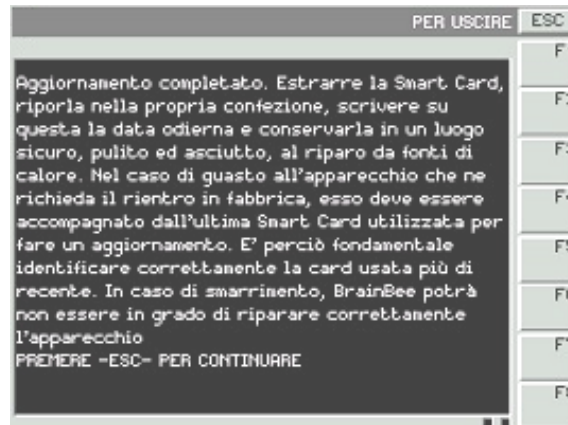 PER USCIRE ESC
Aggiornamento completato. Estrarre la Smart Card,
riporla nella propria confezione, scrivere su
questa la data odierna e conservarla in un luogo
sicuro, pulito ed asciutto, al riparo da fonti di
calore. Nel caso di guasto all'apparecchio che ne
richieda il rientro in fabbrica, esso deve essere
accompagnato dall'ultima Smart Card utilizzata per
fare un aggiornamento. E' perciò fondamentale
identificare correttamente la card usata più di
recente. In caso di smarrimento, BrainBee potrà
non essere in grado di riparare correttamente
l'apparecchio
PREMERE -ESC- PER CONTINUARE